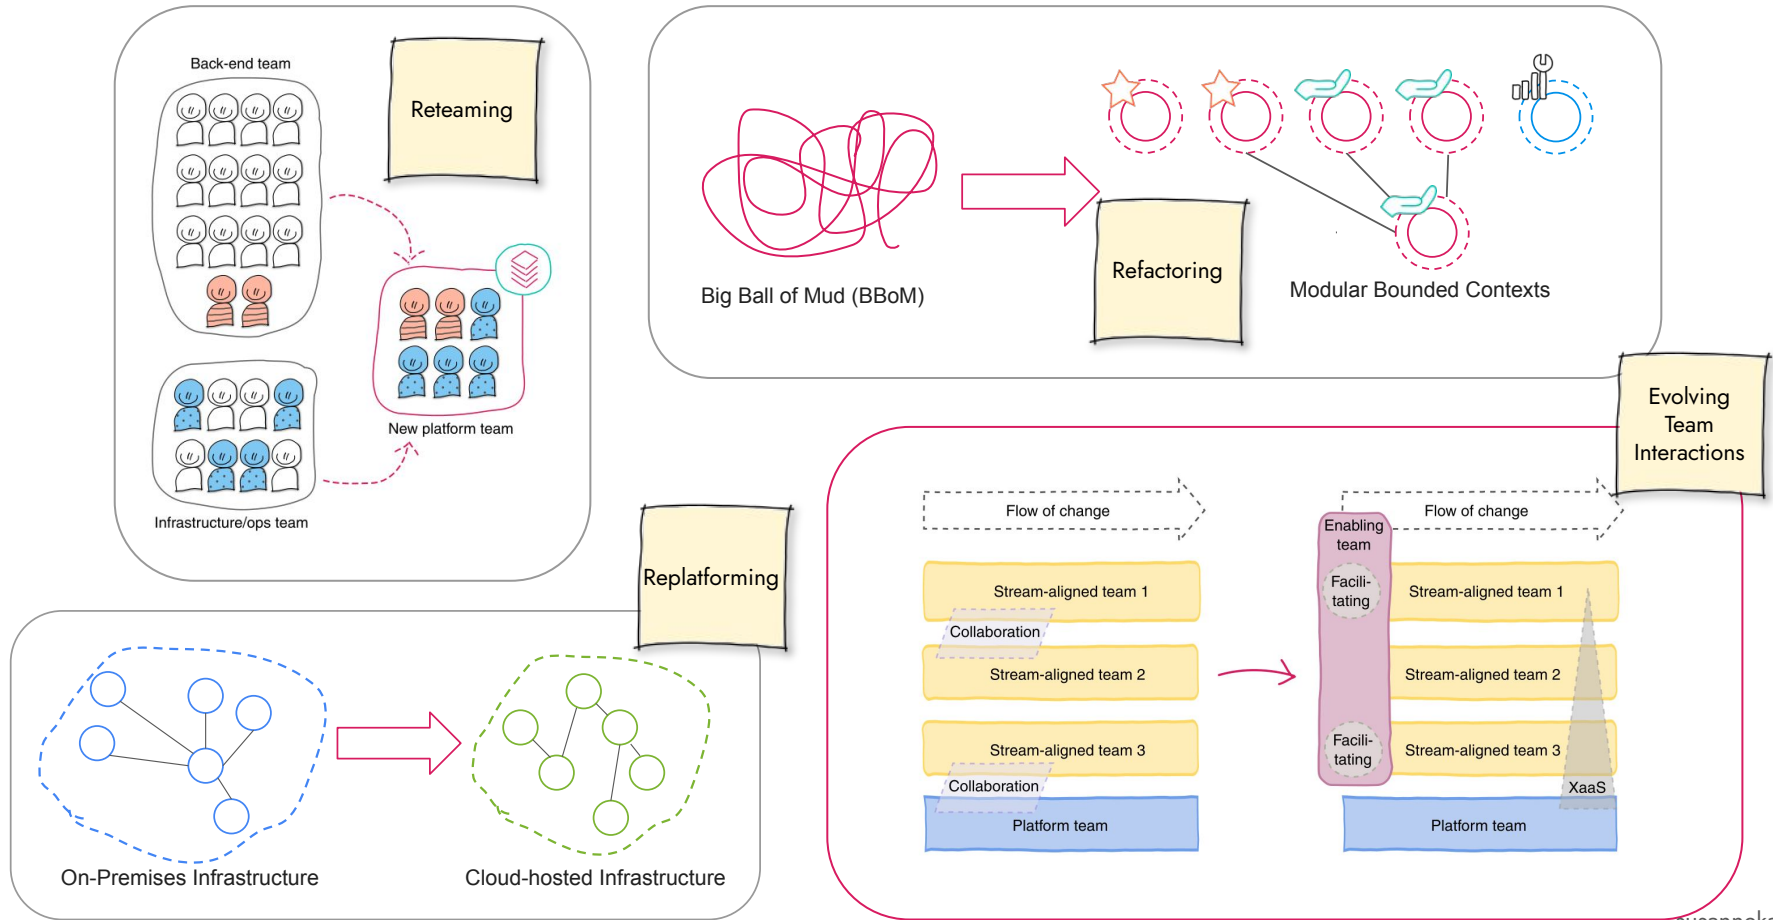 Back-end team
Reteaming
New platform team
Infrastructure/ops team
Big Ball of Mud (BBoM)
Refactoring
Modular Bounded Contexts
Replatforming
On-Premises Infrastructure
Cloud-hosted Infrastructure
Evolving
Team
Interactions
Flow of change
Stream-aligned team 1
Collaboration
Stream-aligned team 2
Stream-aligned team 3
Collaboration
Platform team
Flow of change
Enabling
team
Facili-
tating
Stream-aligned team 1
Stream-aligned team 2
Facili-
tating
Stream-aligned team 3
XaaS
Platform team